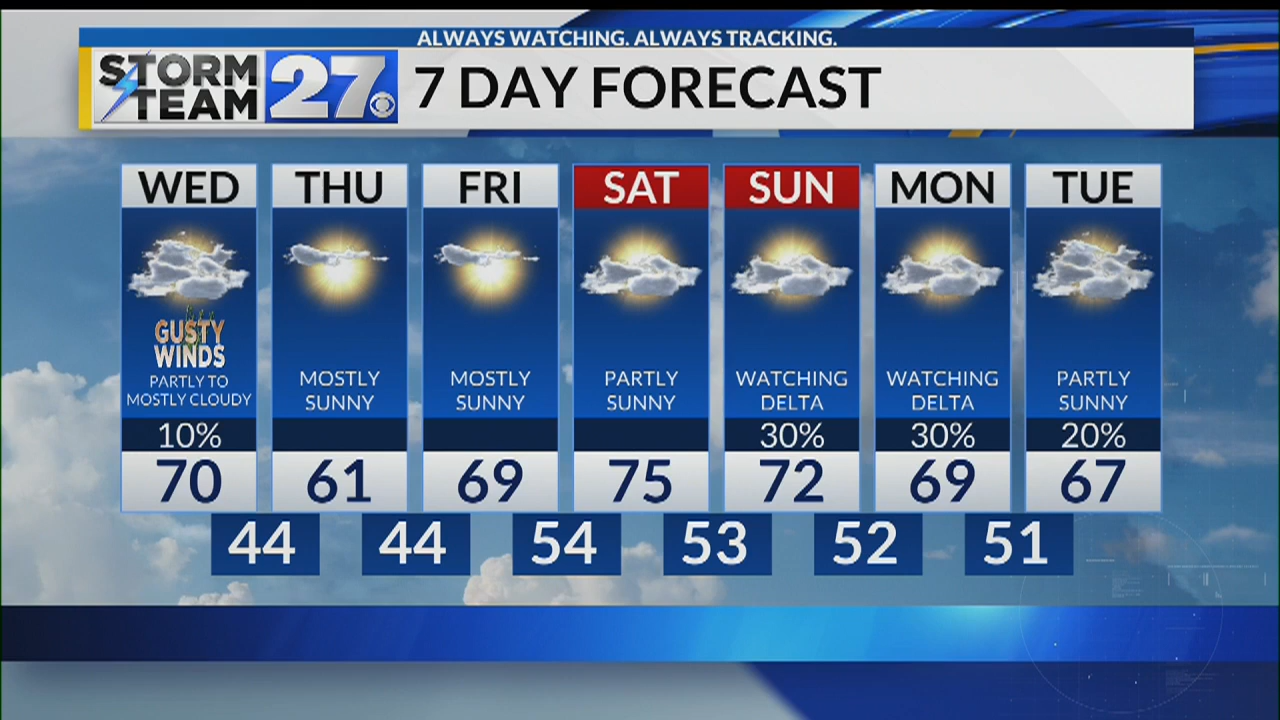 ALWAYS WATCHING. ALWAYS TRACKING.
STORM
TEAM
27
7 DAY FORECAST
WED
THU
FRI
SAT
SUN
MON
TUE
GUSTY
WINDS
PARTLY TO
MOSTLY CLOUDY
MOSTLY
SUNNY
MOSTLY
SUNNY
PARTLY
SUNNY
WATCHING
DELTA
WATCHING
DELTA
PARTLY
SUNNY
10%
30%
30%
20%
70
61
69
75
72
69
67
44
44
54
53
52
51